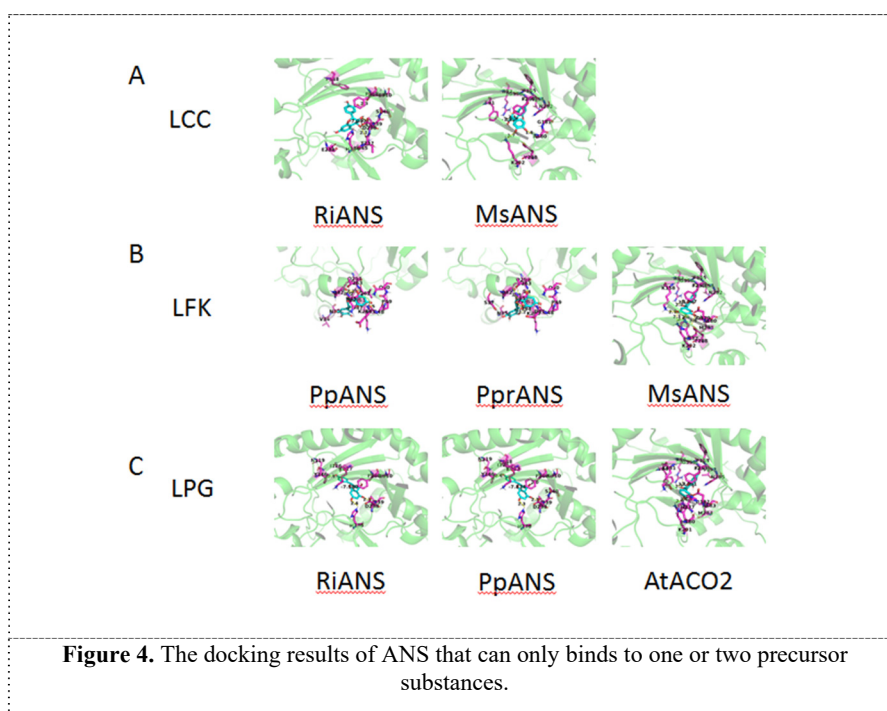 A
LCC
RiANS MsANS
B
LFK
PpANS PprANS MsANS
C
LPG
RiANS PpANS AtACO2
Figure 4. The docking results of ANS that can only binds to one or two precursor
substances.